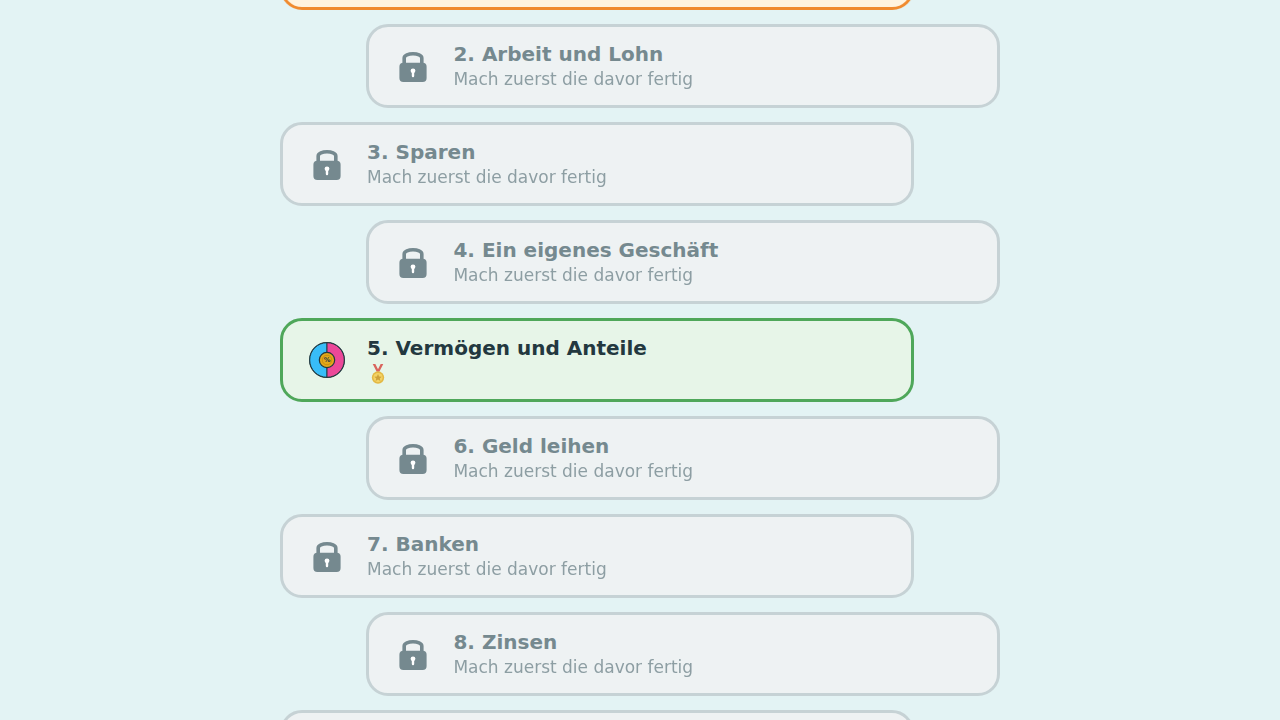 2. Arbeit und Lohn
Mach zuerst die davor fertig
3. Sparen
Mach zuerst die davor fertig
4. Ein eigenes Geschäft
Mach zuerst die davor fertig
5. Vermögen und Anteile
6. Geld leihen
Mach zuerst die davor fertig
7. Banken
Mach zuerst die davor fertig
8. Zinsen
Mach zuerst die davor fertig